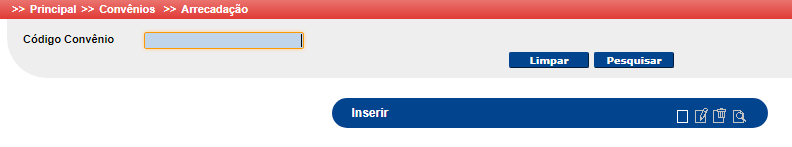 >> Principal >> Convênios >> Arrecadação
Código Convênio
Limpar Pesquisar
Inserir